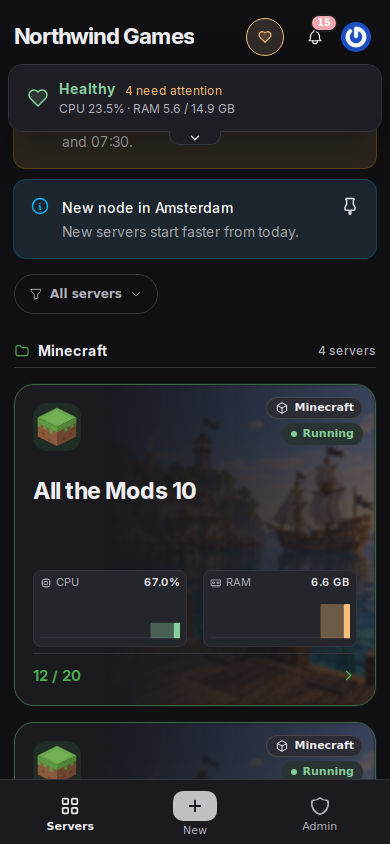 Northwind Games
15
Healthy 4 need attention
CPU 23.5% · RAM 5.6 / 14.9 GB
and 07:30.
New node in Amsterdam
New servers start faster from today.
All servers
Minecraft 4 servers
Minecraft
Running
All the Mods 10
CPU 67.0% RAM 6.6 GB
12 / 20
Minecraft
Running
Servers New Admin